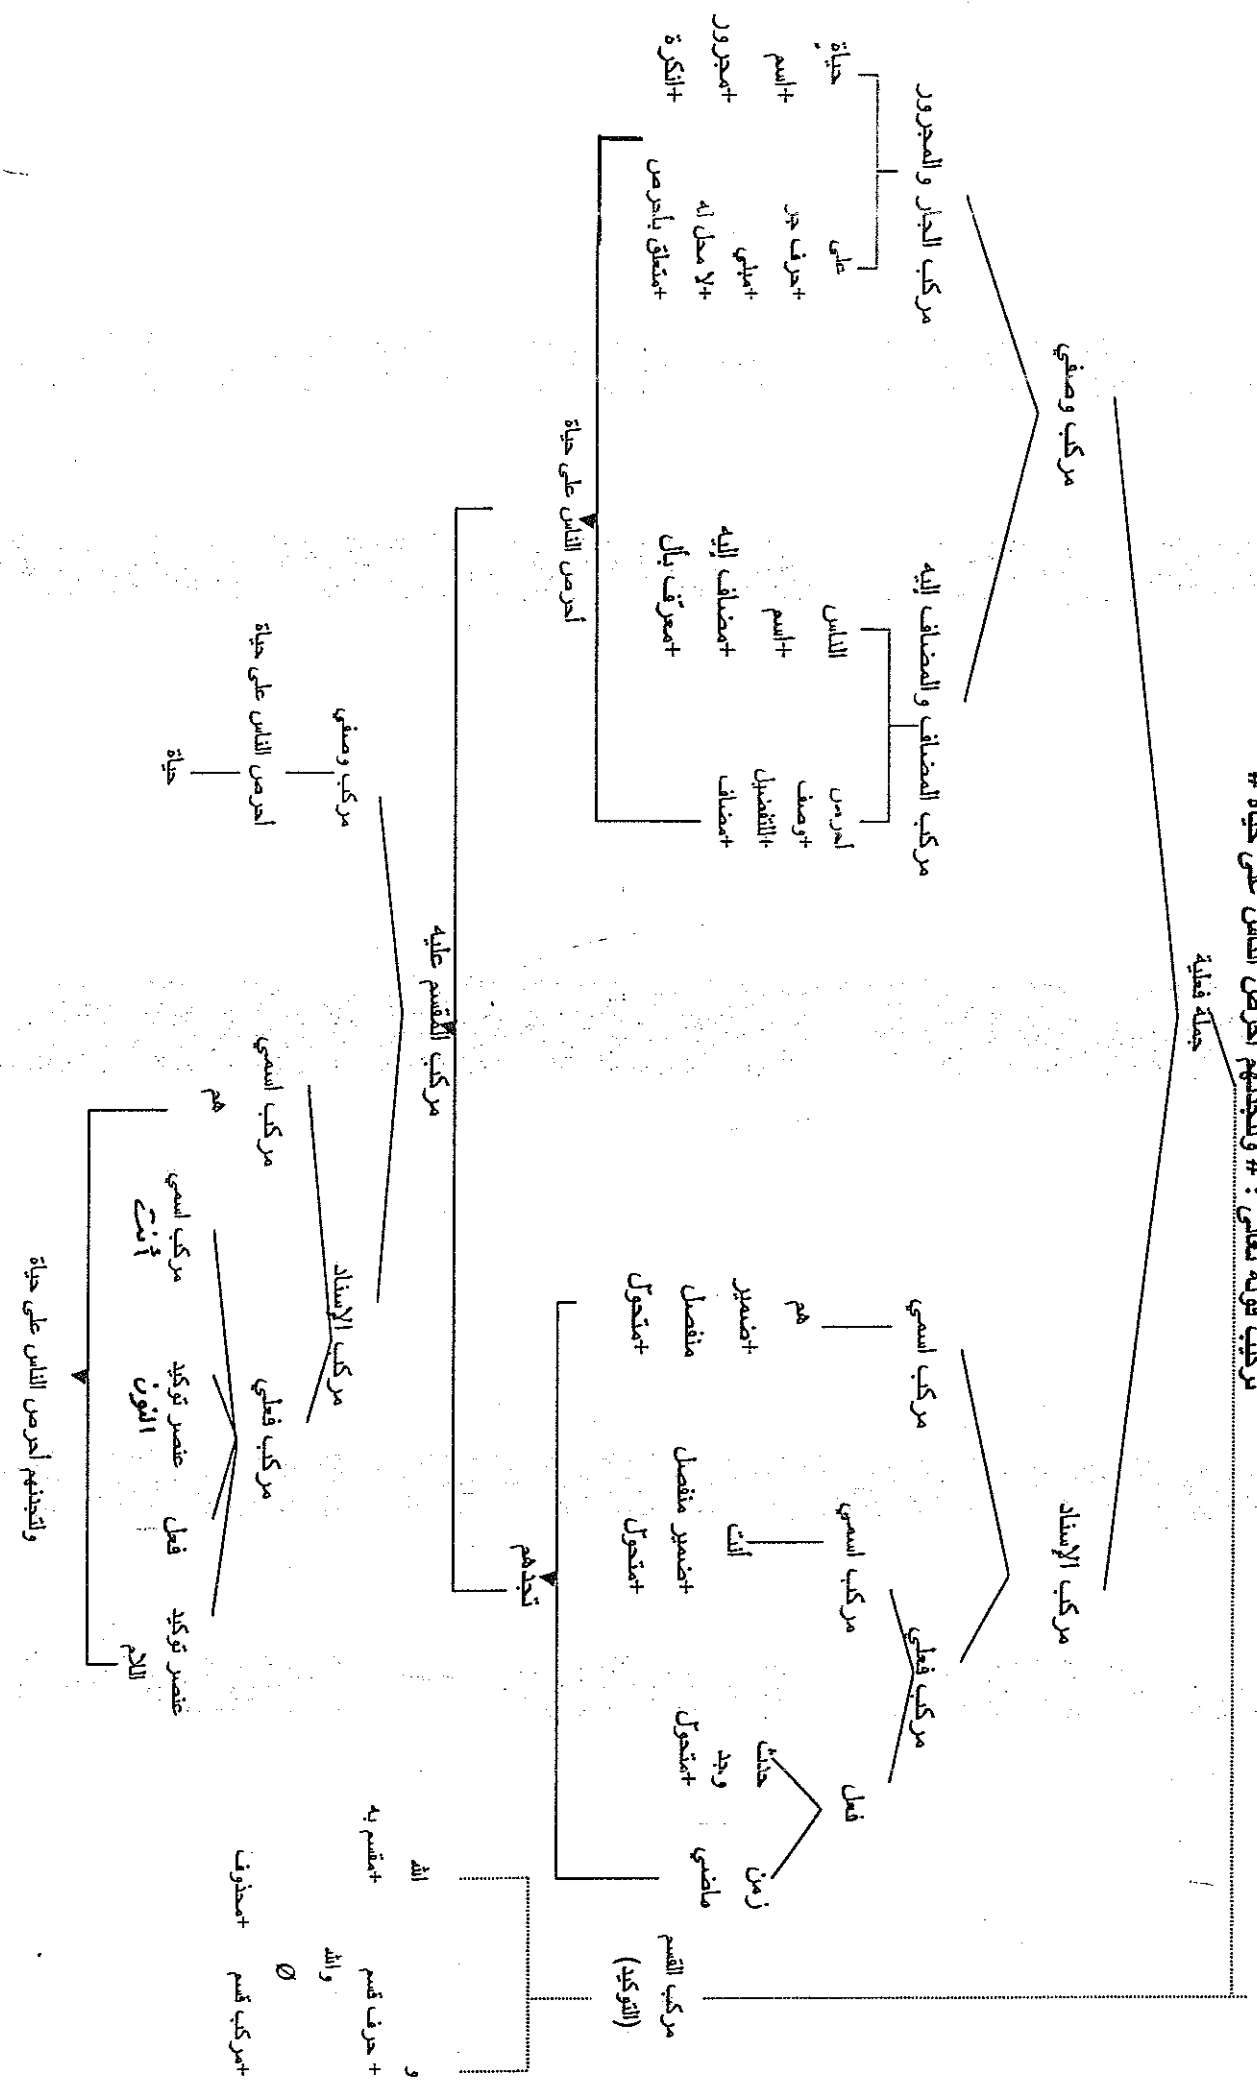 تركيب قوله تعالى : # ولتجدنهم أحرص الناس على حياة #
جملة فعلية
مركب الإسناد
مركب وصفي
مركب القسم
(التوكيد)
مركب فعلي
مركب اسمي
مركب المضاف والمضاف إليه
مركب الجار والمجرور
فعل
مركب اسمي
هم
+ضمير
منفصل
+متحول
زمن
ماضي
حدث
وجد
+متحول
أنت
+ضمير منفصل
+متحول
أحرص
+وصف
+للتفضيل
+مضاف
الناس
+اسم
+مضاف إليه
+معرّف بأل
على
+حرف جر
+مبني
+لا محل له
+متعلق بأحرص
حياة
+اسم
+مجرور
+انكرة
تجدهم
أحرص الناس على حياة
و
+ حرف قسم
والله
Ø
+مركب قسم
الله
+مقسم به
+محذوف
مركب المقسم عليه
مركب الإسناد
مركب وصفي
أحرص الناس على حياة
حياة
مركب فعلي
مركب اسمي
هم
عنصر توكيد
اللام
فعل
عنصر توكيد
النون
مركب اسمي
أنت
ولتجدنهم أحرص الناس على حياة